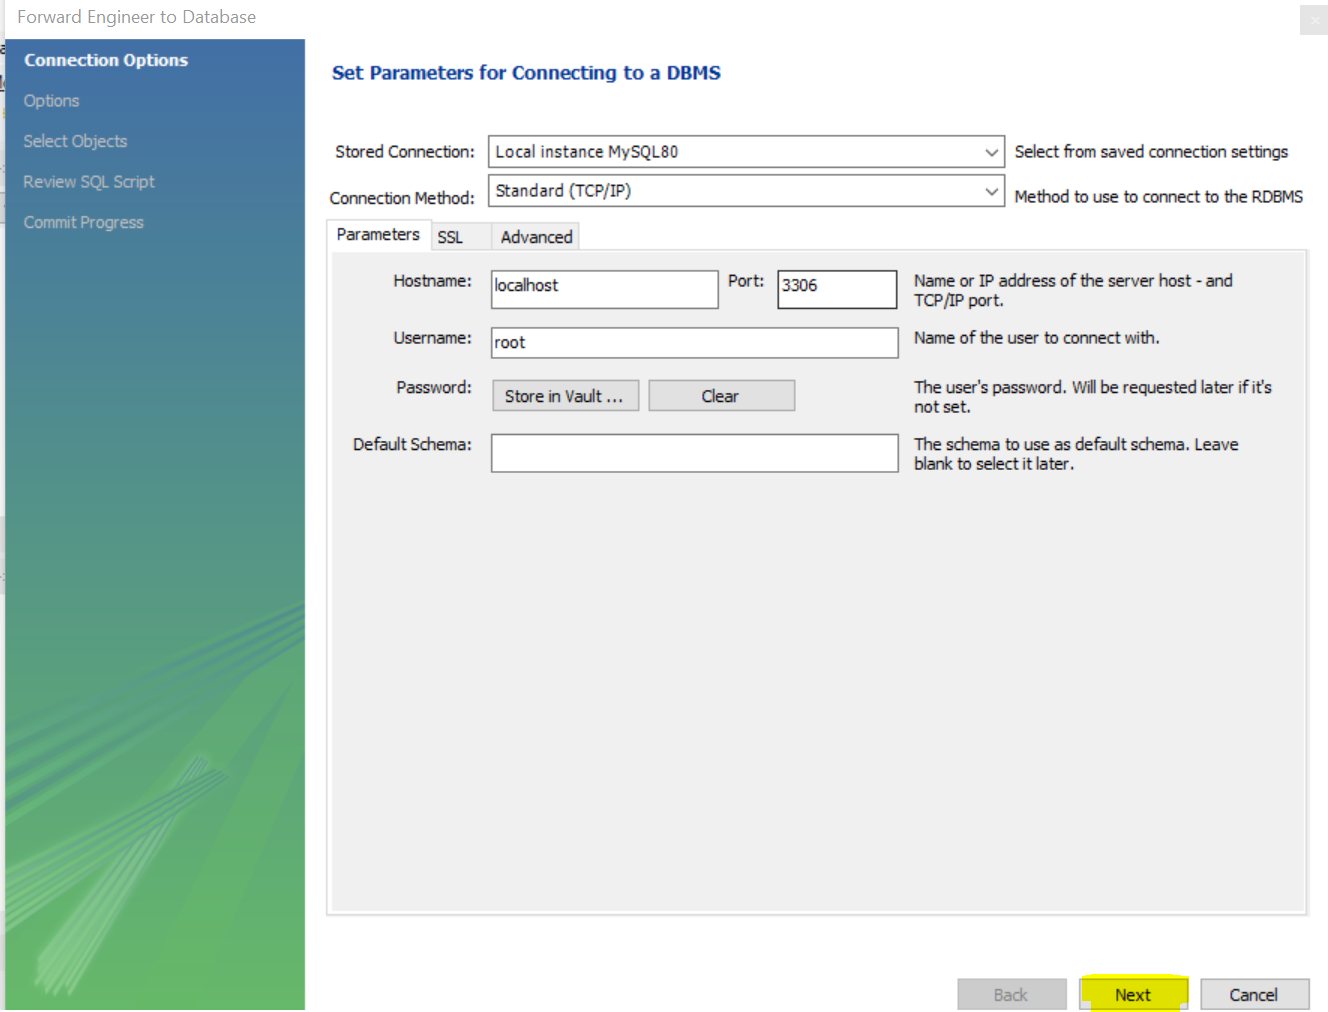 Forward Engineer to Database
Connection Options
Options
Select Objects
Review SQL Script
Commit Progress
Set Parameters for Connecting to a DBMS
Stored Connection: Local instance MySQL80 Select from saved connection settings
Connection Method: Standard (TCP/IP) Method to use to connect to the RDBMS
Parameters SSL Advanced
Hostname: localhost Port: 3306 Name or IP address of the server host - and
TCP/IP port.
Username: root Name of the user to connect with.
Password: Store in Vault ... Clear The user's password. Will be requested later if it's
not set.
Default Schema: The schema to use as default schema. Leave
blank to select it later.
Back Next Cancel